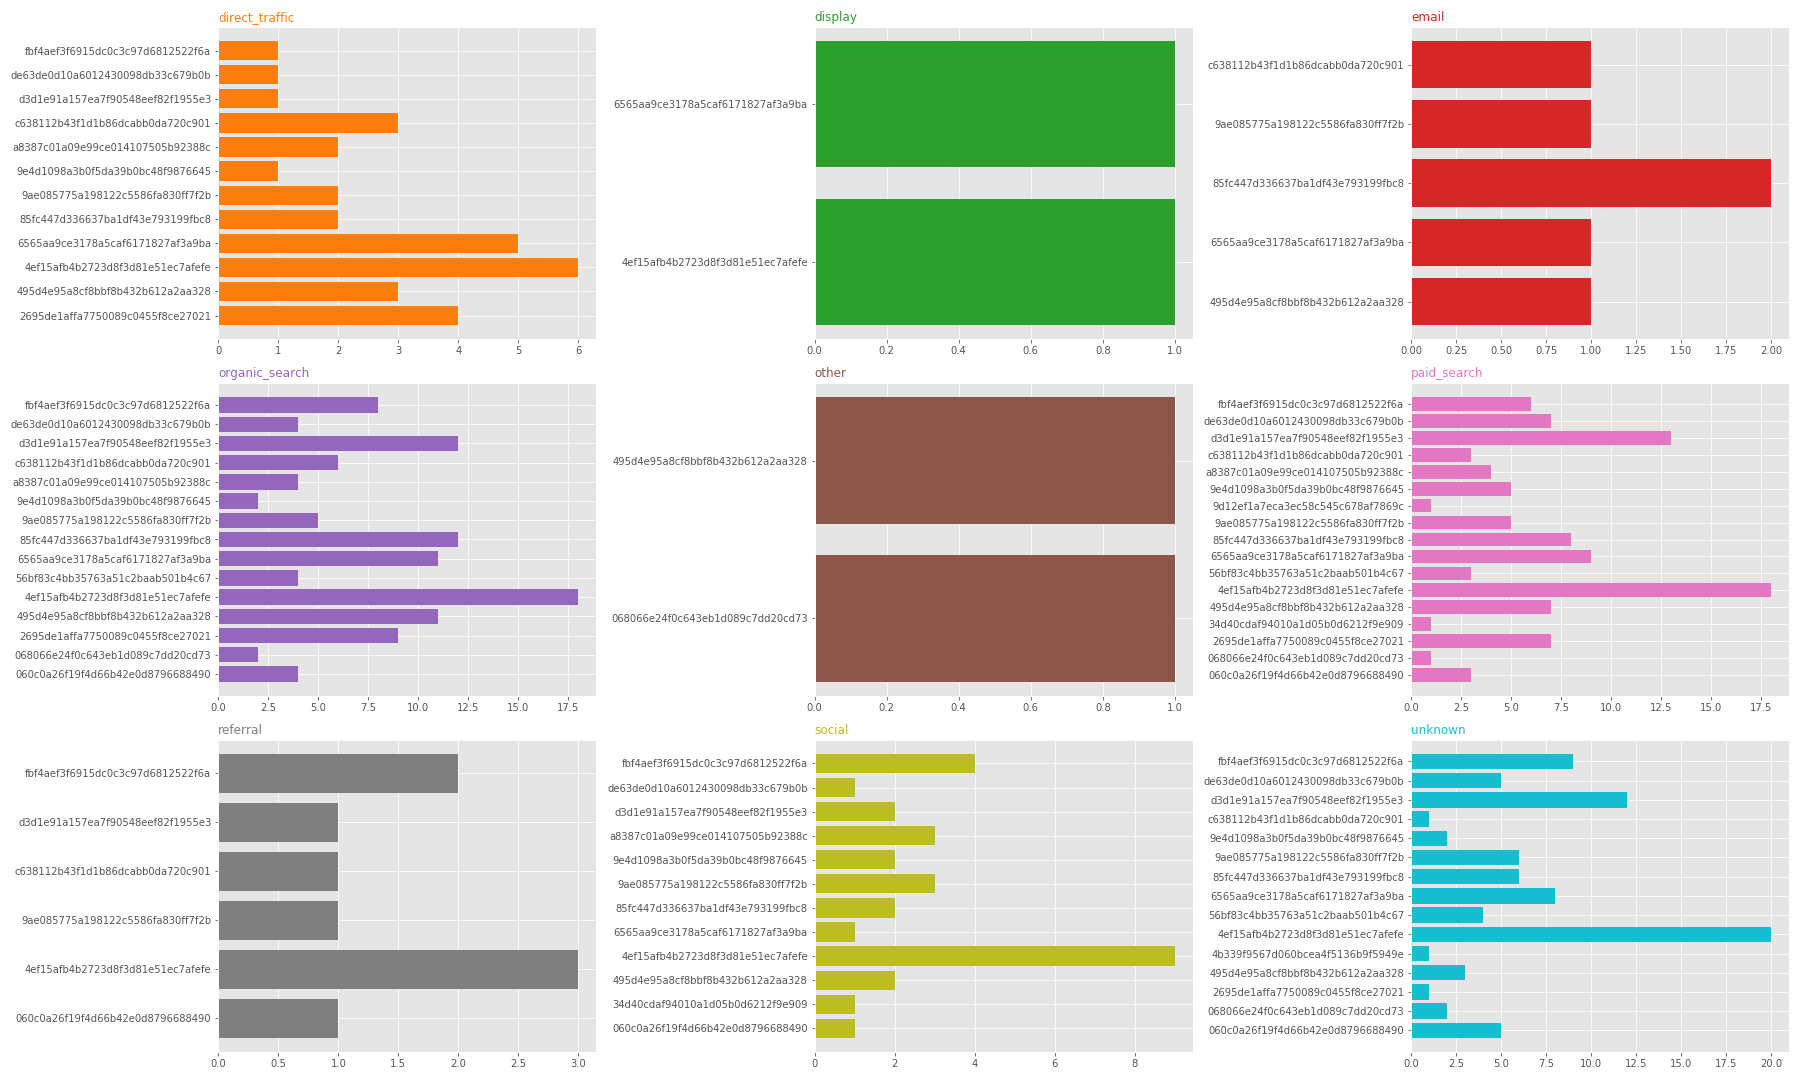 direct_traffic
fbf4aef3f6915dc0c3c97d6812522f6a
de63de0d10a6012430098db33c679b0b
d3d1e91a157ea7f90548eef82f1955e3
c638112b43f1d1b86dcabb0da720c901
a8387c01a09e99ce014107505b92388c
9e4d1098a3b0f5da39b0bc48f9876645
9ae085775a198122c5586fa830ff7f2b
85fc447d336637ba1df43e793199fbc8
6565aa9ce3178a5caf6171827af3a9ba
4ef15afb4b2723d8f3d81e51ec7afefe
495d4e95a8cf8bbf8b432b612a2aa328
2695de1affa7750089c0455f8ce27021
0 1 2 3 4 5 6
display
6565aa9ce3178a5caf6171827af3a9ba
4ef15afb4b2723d8f3d81e51ec7afefe
0.0 0.2 0.4 0.6 0.8 1.0
email
c638112b43f1d1b86dcabb0da720c901
9ae085775a198122c5586fa830ff7f2b
85fc447d336637ba1df43e793199fbc8
6565aa9ce3178a5caf6171827af3a9ba
495d4e95a8cf8bbf8b432b612a2aa328
0.00 0.25 0.50 0.75 1.00 1.25 1.50 1.75 2.00
organic_search
fbf4aef3f6915dc0c3c97d6812522f6a
de63de0d10a6012430098db33c679b0b
d3d1e91a157ea7f90548eef82f1955e3
c638112b43f1d1b86dcabb0da720c901
a8387c01a09e99ce014107505b92388c
9e4d1098a3b0f5da39b0bc48f9876645
9ae085775a198122c5586fa830ff7f2b
85fc447d336637ba1df43e793199fbc8
6565aa9ce3178a5caf6171827af3a9ba
56bf83c4bb35763a51c2baab501b4c67
4ef15afb4b2723d8f3d81e51ec7afefe
495d4e95a8cf8bbf8b432b612a2aa328
2695de1affa7750089c0455f8ce27021
068066e24f0c643eb1d089c7dd20cd73
060c0a26f19f4d66b42e0d8796688490
0.0 2.5 5.0 7.5 10.0 12.5 15.0 17.5
other
495d4e95a8cf8bbf8b432b612a2aa328
068066e24f0c643eb1d089c7dd20cd73
0.0 0.2 0.4 0.6 0.8 1.0
paid_search
fbf4aef3f6915dc0c3c97d6812522f6a
de63de0d10a6012430098db33c679b0b
d3d1e91a157ea7f90548eef82f1955e3
c638112b43f1d1b86dcabb0da720c901
a8387c01a09e99ce014107505b92388c
9e4d1098a3b0f5da39b0bc48f9876645
9d12ef1a7eca3ec58c545c678af7869c
9ae085775a198122c5586fa830ff7f2b
85fc447d336637ba1df43e793199fbc8
6565aa9ce3178a5caf6171827af3a9ba
56bf83c4bb35763a51c2baab501b4c67
4ef15afb4b2723d8f3d81e51ec7afefe
495d4e95a8cf8bbf8b432b612a2aa328
34d40cdaf94010a1d05b0d6212f9e909
2695de1affa7750089c0455f8ce27021
068066e24f0c643eb1d089c7dd20cd73
060c0a26f19f4d66b42e0d8796688490
0.0 2.5 5.0 7.5 10.0 12.5 15.0 17.5
referral
fbf4aef3f6915dc0c3c97d6812522f6a
d3d1e91a157ea7f90548eef82f1955e3
c638112b43f1d1b86dcabb0da720c901
9ae085775a198122c5586fa830ff7f2b
4ef15afb4b2723d8f3d81e51ec7afefe
060c0a26f19f4d66b42e0d8796688490
0.0 0.5 1.0 1.5 2.0 2.5 3.0
social
fbf4aef3f6915dc0c3c97d6812522f6a
de63de0d10a6012430098db33c679b0b
d3d1e91a157ea7f90548eef82f1955e3
a8387c01a09e99ce014107505b92388c
9e4d1098a3b0f5da39b0bc48f9876645
9ae085775a198122c5586fa830ff7f2b
85fc447d336637ba1df43e793199fbc8
6565aa9ce3178a5caf6171827af3a9ba
4ef15afb4b2723d8f3d81e51ec7afefe
495d4e95a8cf8bbf8b432b612a2aa328
34d40cdaf94010a1d05b0d6212f9e909
060c0a26f19f4d66b42e0d8796688490
0 2 4 6 8
unknown
fbf4aef3f6915dc0c3c97d6812522f6a
de63de0d10a6012430098db33c679b0b
d3d1e91a157ea7f90548eef82f1955e3
c638112b43f1d1b86dcabb0da720c901
9e4d1098a3b0f5da39b0bc48f9876645
9ae085775a198122c5586fa830ff7f2b
85fc447d336637ba1df43e793199fbc8
6565aa9ce3178a5caf6171827af3a9ba
56bf83c4bb35763a51c2baab501b4c67
4ef15afb4b2723d8f3d81e51ec7afefe
4b339f9567d060bcea4f5136b9f5949e
495d4e95a8cf8bbf8b432b612a2aa328
2695de1affa7750089c0455f8ce27021
068066e24f0c643eb1d089c7dd20cd73
060c0a26f19f4d66b42e0d8796688490
0.0 2.5 5.0 7.5 10.0 12.5 15.0 17.5 20.0